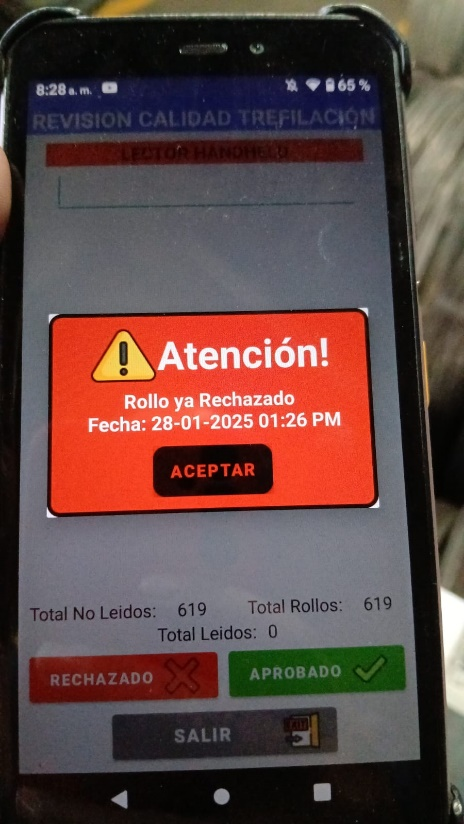 8:28 a. m. 65 %
REVISION CALIDAD TREFILACIÓN
LECTOR HANDHELD
Atención!
Rollo ya Rechazado
Fecha: 28-01-2025 01:26 PM
ACEPTAR
Total No Leidos: 619 Total Rollos: 619
Total Leidos: 0
RECHAZADO APROBADO
SALIR EXIT